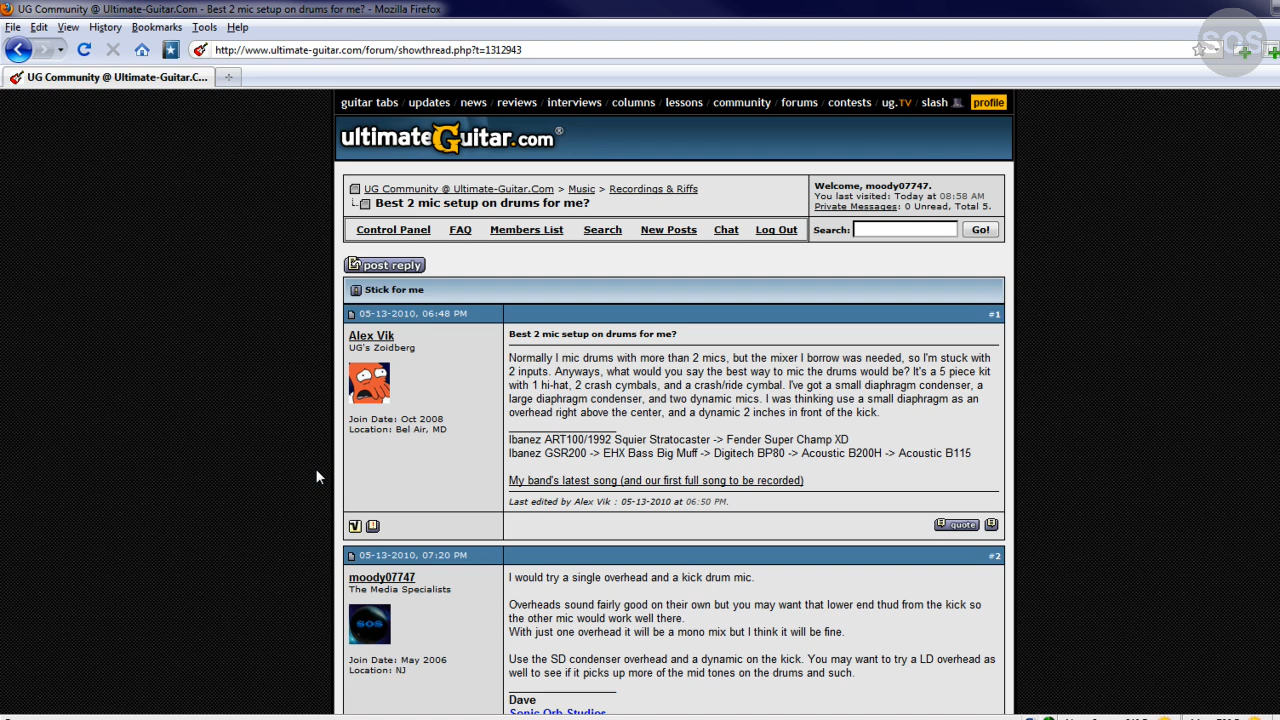 UG Community @ Ultimate-Guitar.Com - Best 2 mic setup on drums for me? - Mozilla Firefox
File Edit View History Bookmarks Tools Help
http://www.ultimate-guitar.com/forum/showthread.php?t=1312943
SOS
UG Community @ Ultimate-Guitar.C...
guitar tabs / updates / news / reviews / interviews / columns / lessons / community / forums / contests / ug.TV / slash profile
ultimateGuitar.com®
UG Community @ Ultimate-Guitar.Com > Music > Recordings & Riffs
Best 2 mic setup on drums for me?
Welcome, moody07747.
You last visited: Today at 08:58 AM
Private Messages: 0 Unread, Total 5.
Control Panel FAQ Members List Search New Posts Chat Log Out Search: Go!
post reply
Stick for me
05-13-2010, 06:48 PM #1
Alex Vik
UG's Zoidberg
Join Date: Oct 2008
Location: Bel Air, MD
Best 2 mic setup on drums for me?
Normally I mic drums with more than 2 mics, but the mixer I borrow was needed, so I'm stuck with
2 inputs. Anyways, what would you say the best way to mic the drums would be? It's a 5 piece kit
with 1 hi-hat, 2 crash cymbals, and a crash/ride cymbal. I've got a small diaphragm condenser, a
large diaphragm condenser, and two dynamic mics. I was thinking use a small diaphragm as an
overhead right above the center, and a dynamic 2 inches in front of the kick.
Ibanez ART100/1992 Squier Stratocaster -> Fender Super Champ XD
Ibanez GSR200 -> EHX Bass Big Muff -> Digitech BP80 -> Acoustic B200H -> Acoustic B115
My band's latest song (and our first full song to be recorded)
Last edited by Alex Vik : 05-13-2010 at 06:50 PM.
quote
05-13-2010, 07:20 PM #2
moody07747
The Media Specialists
SOS
Join Date: May 2006
Location: NJ
I would try a single overhead and a kick drum mic.
Overheads sound fairly good on their own but you may want that lower end thud from the kick so
the other mic would work well there.
With just one overhead it will be a mono mix but I think it will be fine.
Use the SD condenser overhead and a dynamic on the kick. You may want to try a LD overhead as
well to see if it picks up more of the mid tones on the drums and such.
Dave
Sonic Orb Studios